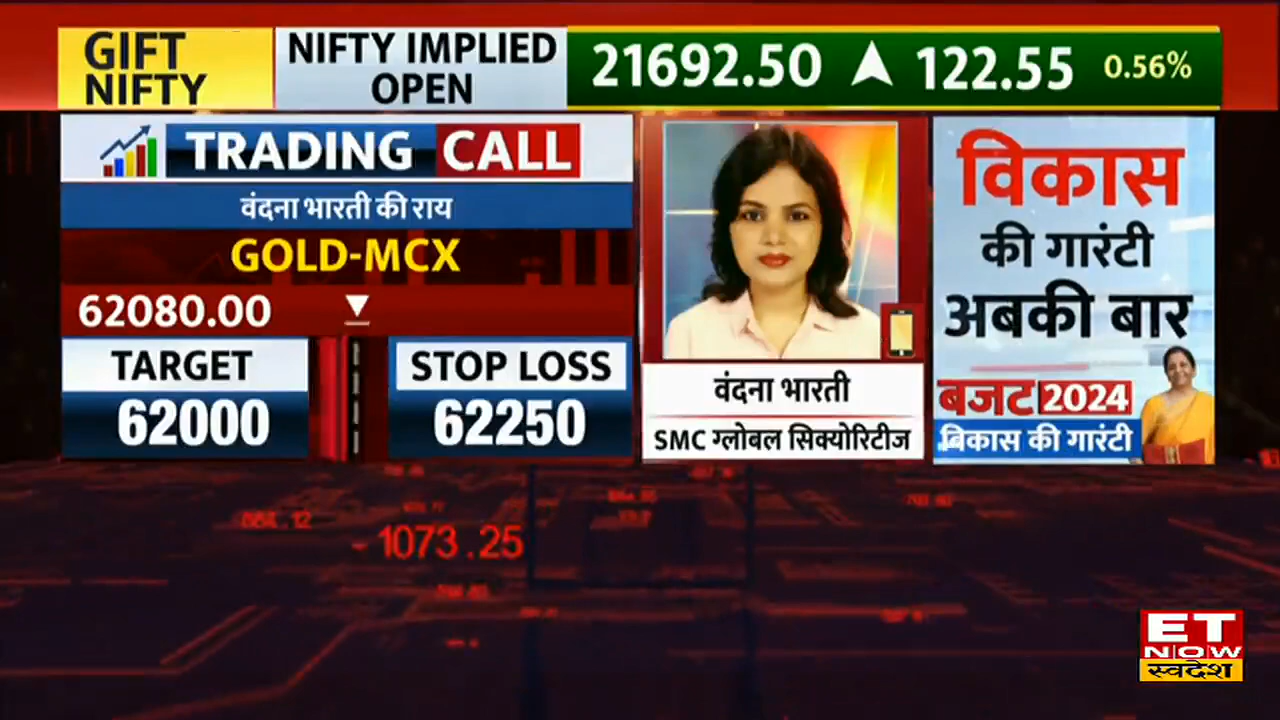 GIFT
NIFTY
NIFTY IMPLIED
OPEN
21692.50
122.55
0.56%
TRADING CALL
वंदना भारती की राय
GOLD-MCX
62080.00
TARGET
62000
STOP LOSS
62250
वंदना भारती
SMC ग्लोबल सिक्योरिटीज
विकास
की गारंटी
अबकी बार
बजट 2024
विकास की गारंटी
- 1073.25
ET
NOW
स्वदेश